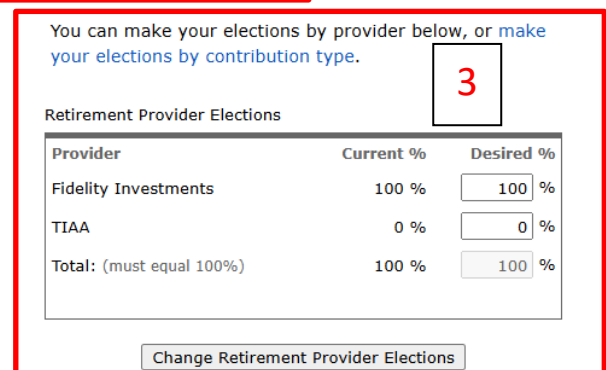 You can make your elections by provider below, or make
your elections by contribution type.
3
Retirement Provider Elections
Provider Current % Desired %
Fidelity Investments 100 % 100 %
TIAA 0 % 0 %
Total: (must equal 100%) 100 % 100 %
Change Retirement Provider Elections